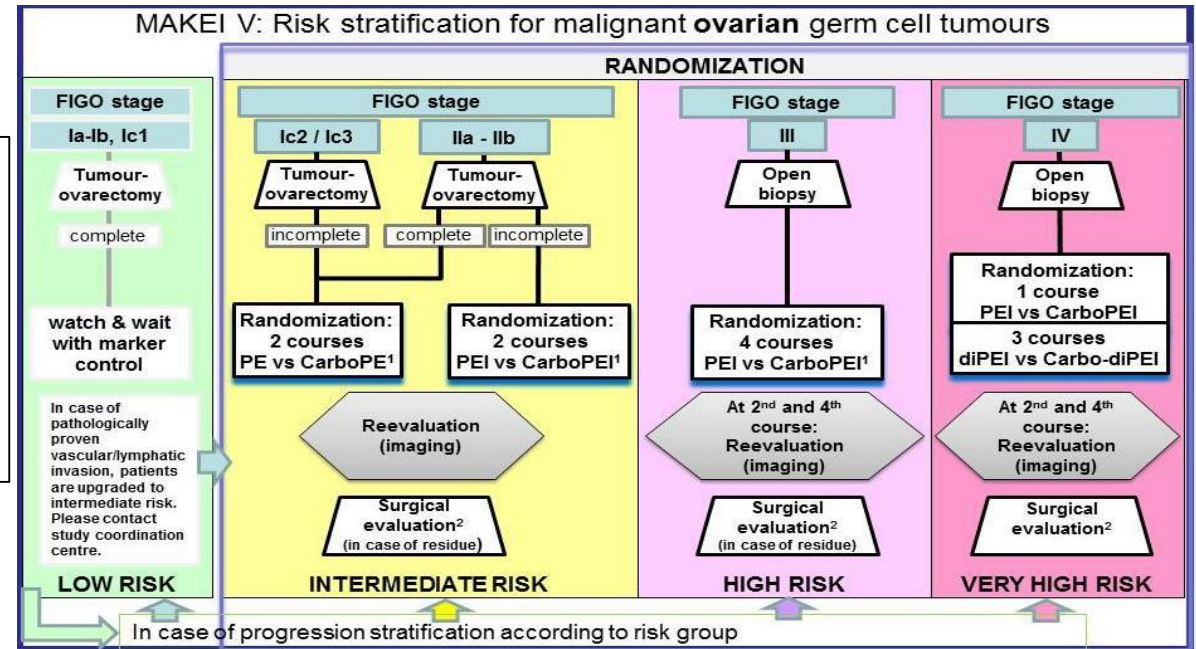 MAKEI V: Risk stratification for malignant ovarian germ cell tumours
RANDOMIZATION
FIGO stage
Ia-Ib, Ic1
Tumour-
ovarectomy
complete
watch & wait
with marker
control
In case of
pathologically
proven
vascular/lymphatic
invasion, patients
are upgraded to
intermediate risk.
Please contact
study coordination
centre.
LOW RISK
FIGO stage
Ic2 / Ic3
IIa - IIb
Tumour-
ovarectomy
Tumour-
ovarectomy
incomplete
complete
incomplete
Randomization:
2 courses
PE vs CarboPE¹
Randomization:
2 courses
PEI vs CarboPEI¹
Reevaluation
(imaging)
Surgical
evaluation²
(in case of residue)
INTERMEDIATE RISK
FIGO stage
III
Open
biopsy
Randomization:
4 courses
PEI vs CarboPEI¹
At 2nd and 4th
course:
Reevaluation
(imaging)
Surgical
evaluation²
(in case of residue)
HIGH RISK
FIGO stage
IV
Open
biopsy
Randomization:
1 course
PEI vs CarboPEI
3 courses
diPEI vs Carbo-diPEI
At 2nd and 4th
course:
Reevaluation
(imaging)
Surgical
evaluation²
VERY HIGH RISK
In case of progression stratification according to risk group